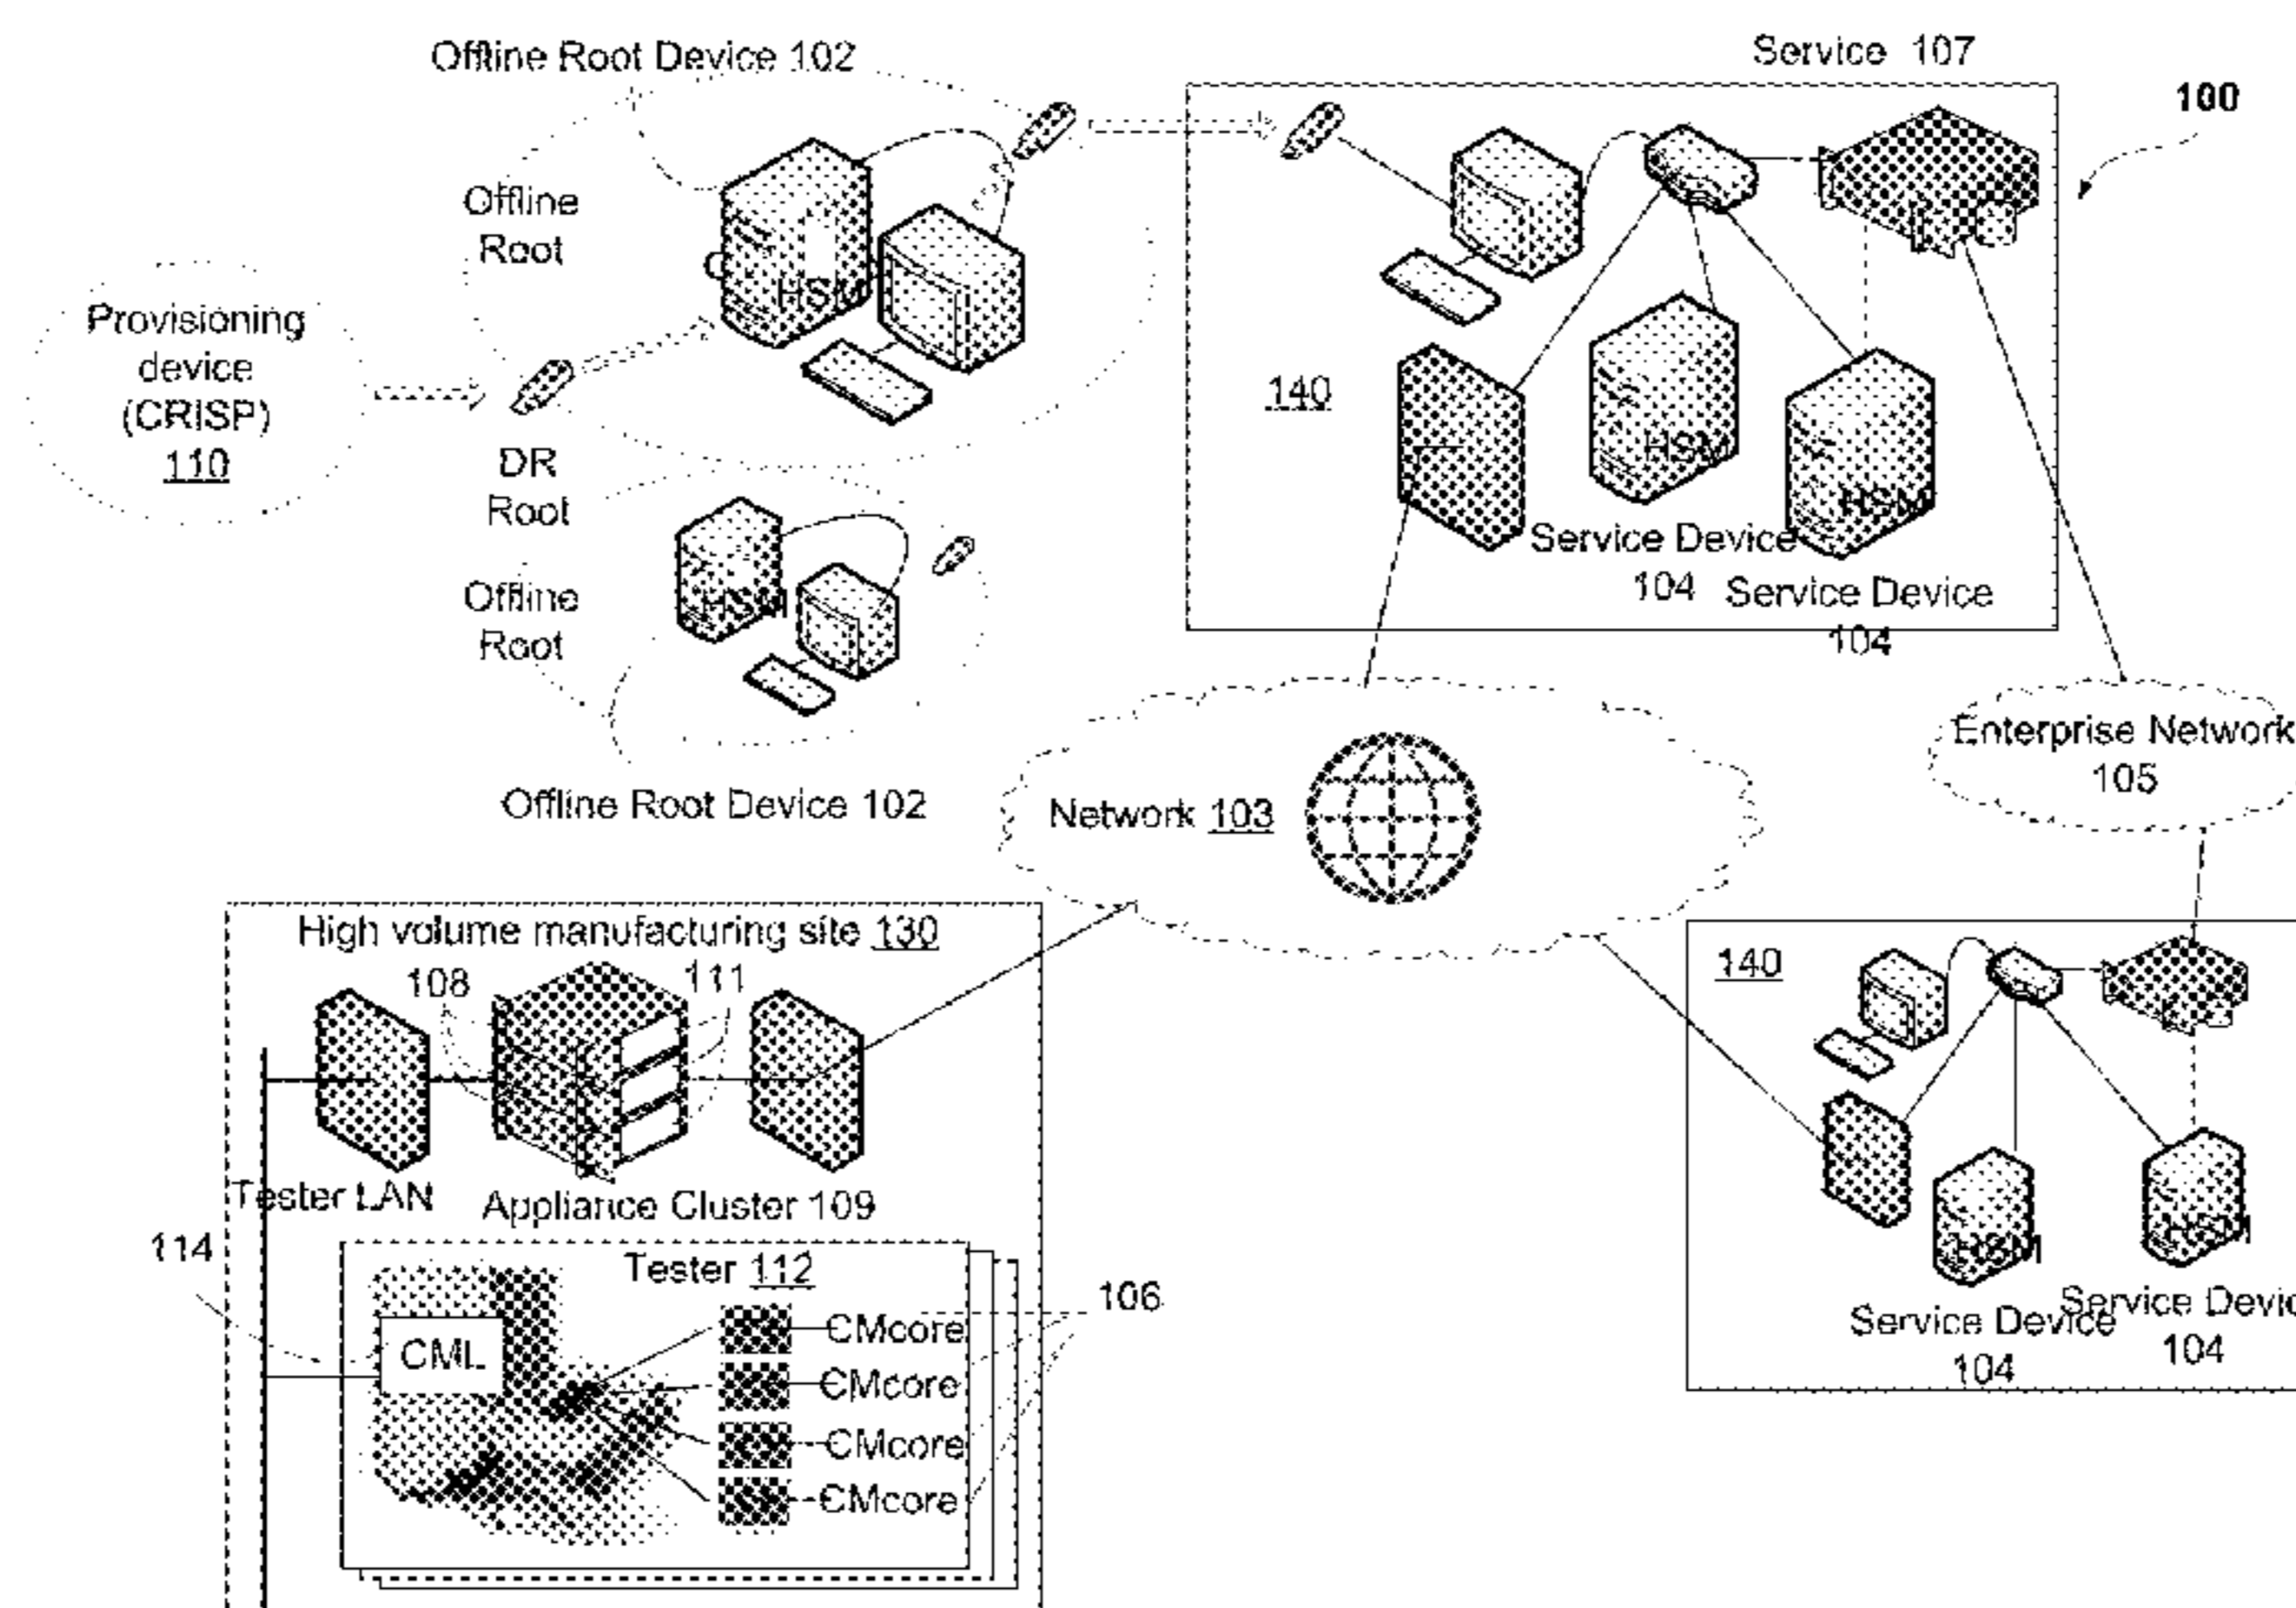 Offline Root Device 102
Service 107
100
Offline
Root
HSM
Provisioning
device
(CRISP)
110
DR
Root
140
HSM
HSM
Service Device
104
Service Device
104
Offline
Root
HSM
Offline Root Device 102
Network 103
Enterprise Network
105
High volume manufacturing site 130
108
111
Tester LAN
Appliance Cluster 109
114
Tester 112
106
CML
CMcore
CMcore
CMcore
CMcore
140
HSM
HSM
Service Device
104
Service Devic
104